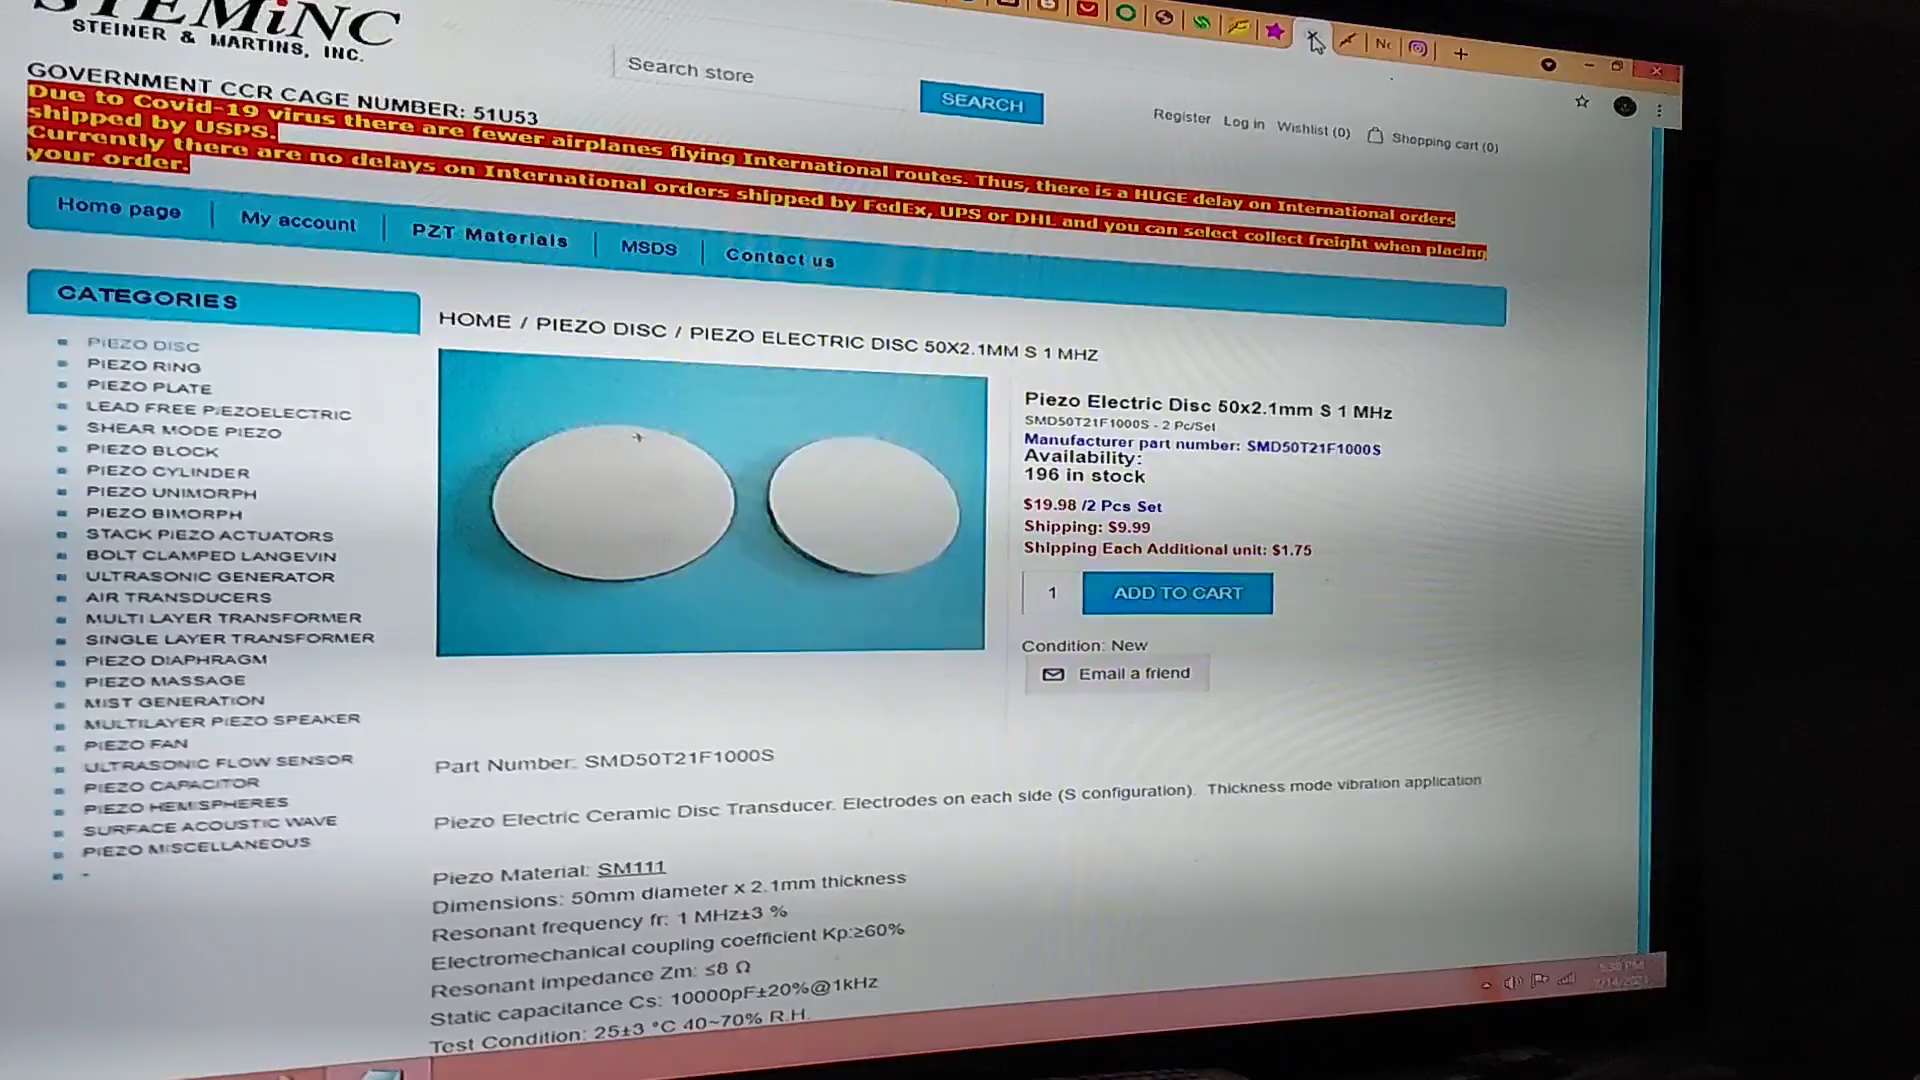 STEMiNC
STEINER & MARTINS, INC.
GOVERNMENT CCR CAGE NUMBER: 51U53
Due to Covid-19 virus there are fewer airplanes flying International routes. Thus, there is a HUGE delay on International orders
shipped by USPS.
Currently there are no delays on International orders shipped by FedEx, UPS or DHL and you can select collect freight when placing
your order.
Search store
SEARCH
Register Log in Wishlist (0) Shopping cart (0)
Home page My account PZT Materials MSDS Contact us
CATEGORIES
PIEZO DISC
PIEZO RING
PIEZO PLATE
LEAD FREE PIEZOELECTRIC
SHEAR MODE PIEZO
PIEZO BLOCK
PIEZO CYLINDER
PIEZO UNIMORPH
PIEZO BIMORPH
STACK PIEZO ACTUATORS
BOLT CLAMPED LANGEVIN
ULTRASONIC GENERATOR
AIR TRANSDUCERS
MULTI LAYER TRANSFORMER
SINGLE LAYER TRANSFORMER
PIEZO DIAPHRAGM
PIEZO MASSAGE
MIST GENERATION
MULTILAYER PIEZO SPEAKER
PIEZO FAN
ULTRASONIC FLOW SENSOR
PIEZO CAPACITOR
PIEZO HEMISPHERES
SURFACE ACOUSTIC WAVE
PIEZO MISCELLANEOUS
-
HOME / PIEZO DISC / PIEZO ELECTRIC DISC 50X2.1MM S 1 MHZ
Piezo Electric Disc 50x2.1mm S 1 MHz
SMD50T21F1000S - 2 Pc/Set
Manufacturer part number: SMD50T21F1000S
Availability:
196 in stock
$19.98 /2 Pcs Set
Shipping: $9.99
Shipping Each Additional unit: $1.75
1 ADD TO CART
Condition: New
Email a friend
Part Number: SMD50T21F1000S
Piezo Electric Ceramic Disc Transducer. Electrodes on each side (S configuration). Thickness mode vibration application
Piezo Material: SM111
Dimensions: 50mm diameter x 2.1mm thickness
Resonant frequency fr: 1 MHz±3 %
Electromechanical coupling coefficient Kp:≥60%
Resonant impedance Zm: ≤8 Ω
Static capacitance Cs: 10000pF±20%@1kHz
Test Condition: 25±3 °C 40~70% R.H.